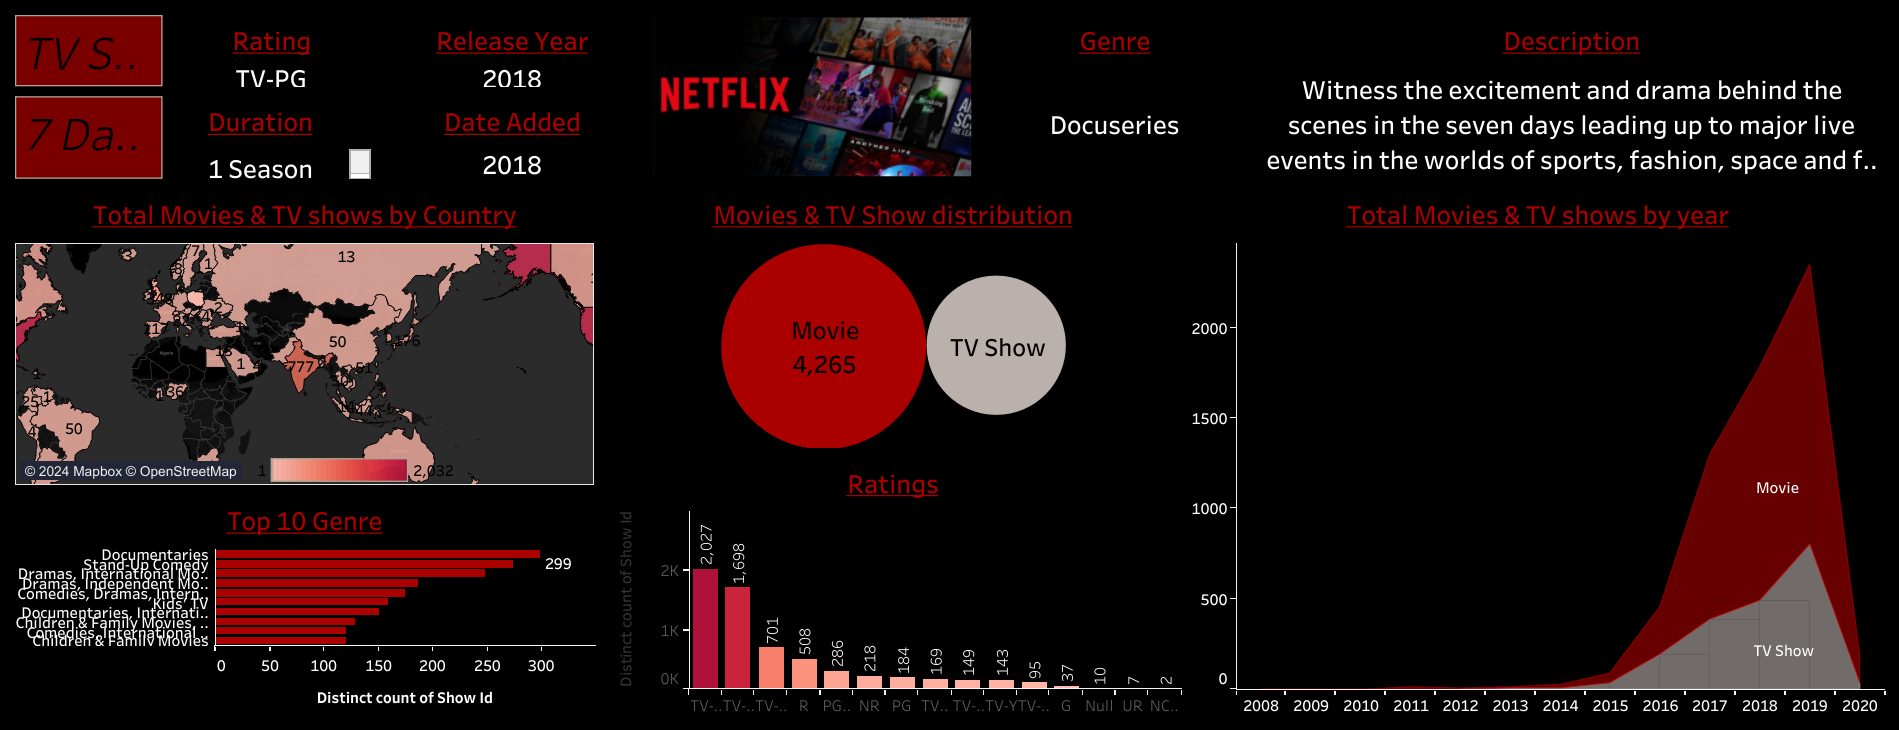 TV S..
7 Da..
Rating
TV-PG
Duration
1 Season
Release Year
2018
Date Added
2018
NETFLIX
ANOTHER LIFE
Genre
Docuseries
Description
Witness the excitement and drama behind the
scenes in the seven days leading up to major live
events in the worlds of sports, fashion, space and f..
Total Movies & TV shows by Country
13
50
777
1
50
© 2024 Mapbox © OpenStreetMap
1
2,032
Movies & TV Show distribution
Movie
4,265
TV Show
Total Movies & TV shows by year
2000
1500
1000
500
0
Movie
TV Show
2008 2009 2010 2011 2012 2013 2014 2015 2016 2017 2018 2019 2020
Top 10 Genre
Documentaries
Stand-Up Comedy
Dramas, International Mo..
Dramas, Independent Mo..
Comedies, Dramas, Intern..
Kids' TV
Documentaries, Internati..
Children & Family Movies, ..
Comedies, International ..
Children & Family Movies
299
0 50 100 150 200 250 300
Distinct count of Show Id
Ratings
Distinct count of Show Id
2K
1K
0K
2,027 1,698 701 508 286 218 184 169 149 143 95 37 10 7 2
TV-.. TV-.. TV-.. R PG.. NR PG TV.. TV-.. TV-Y TV-.. G Null UR NC..